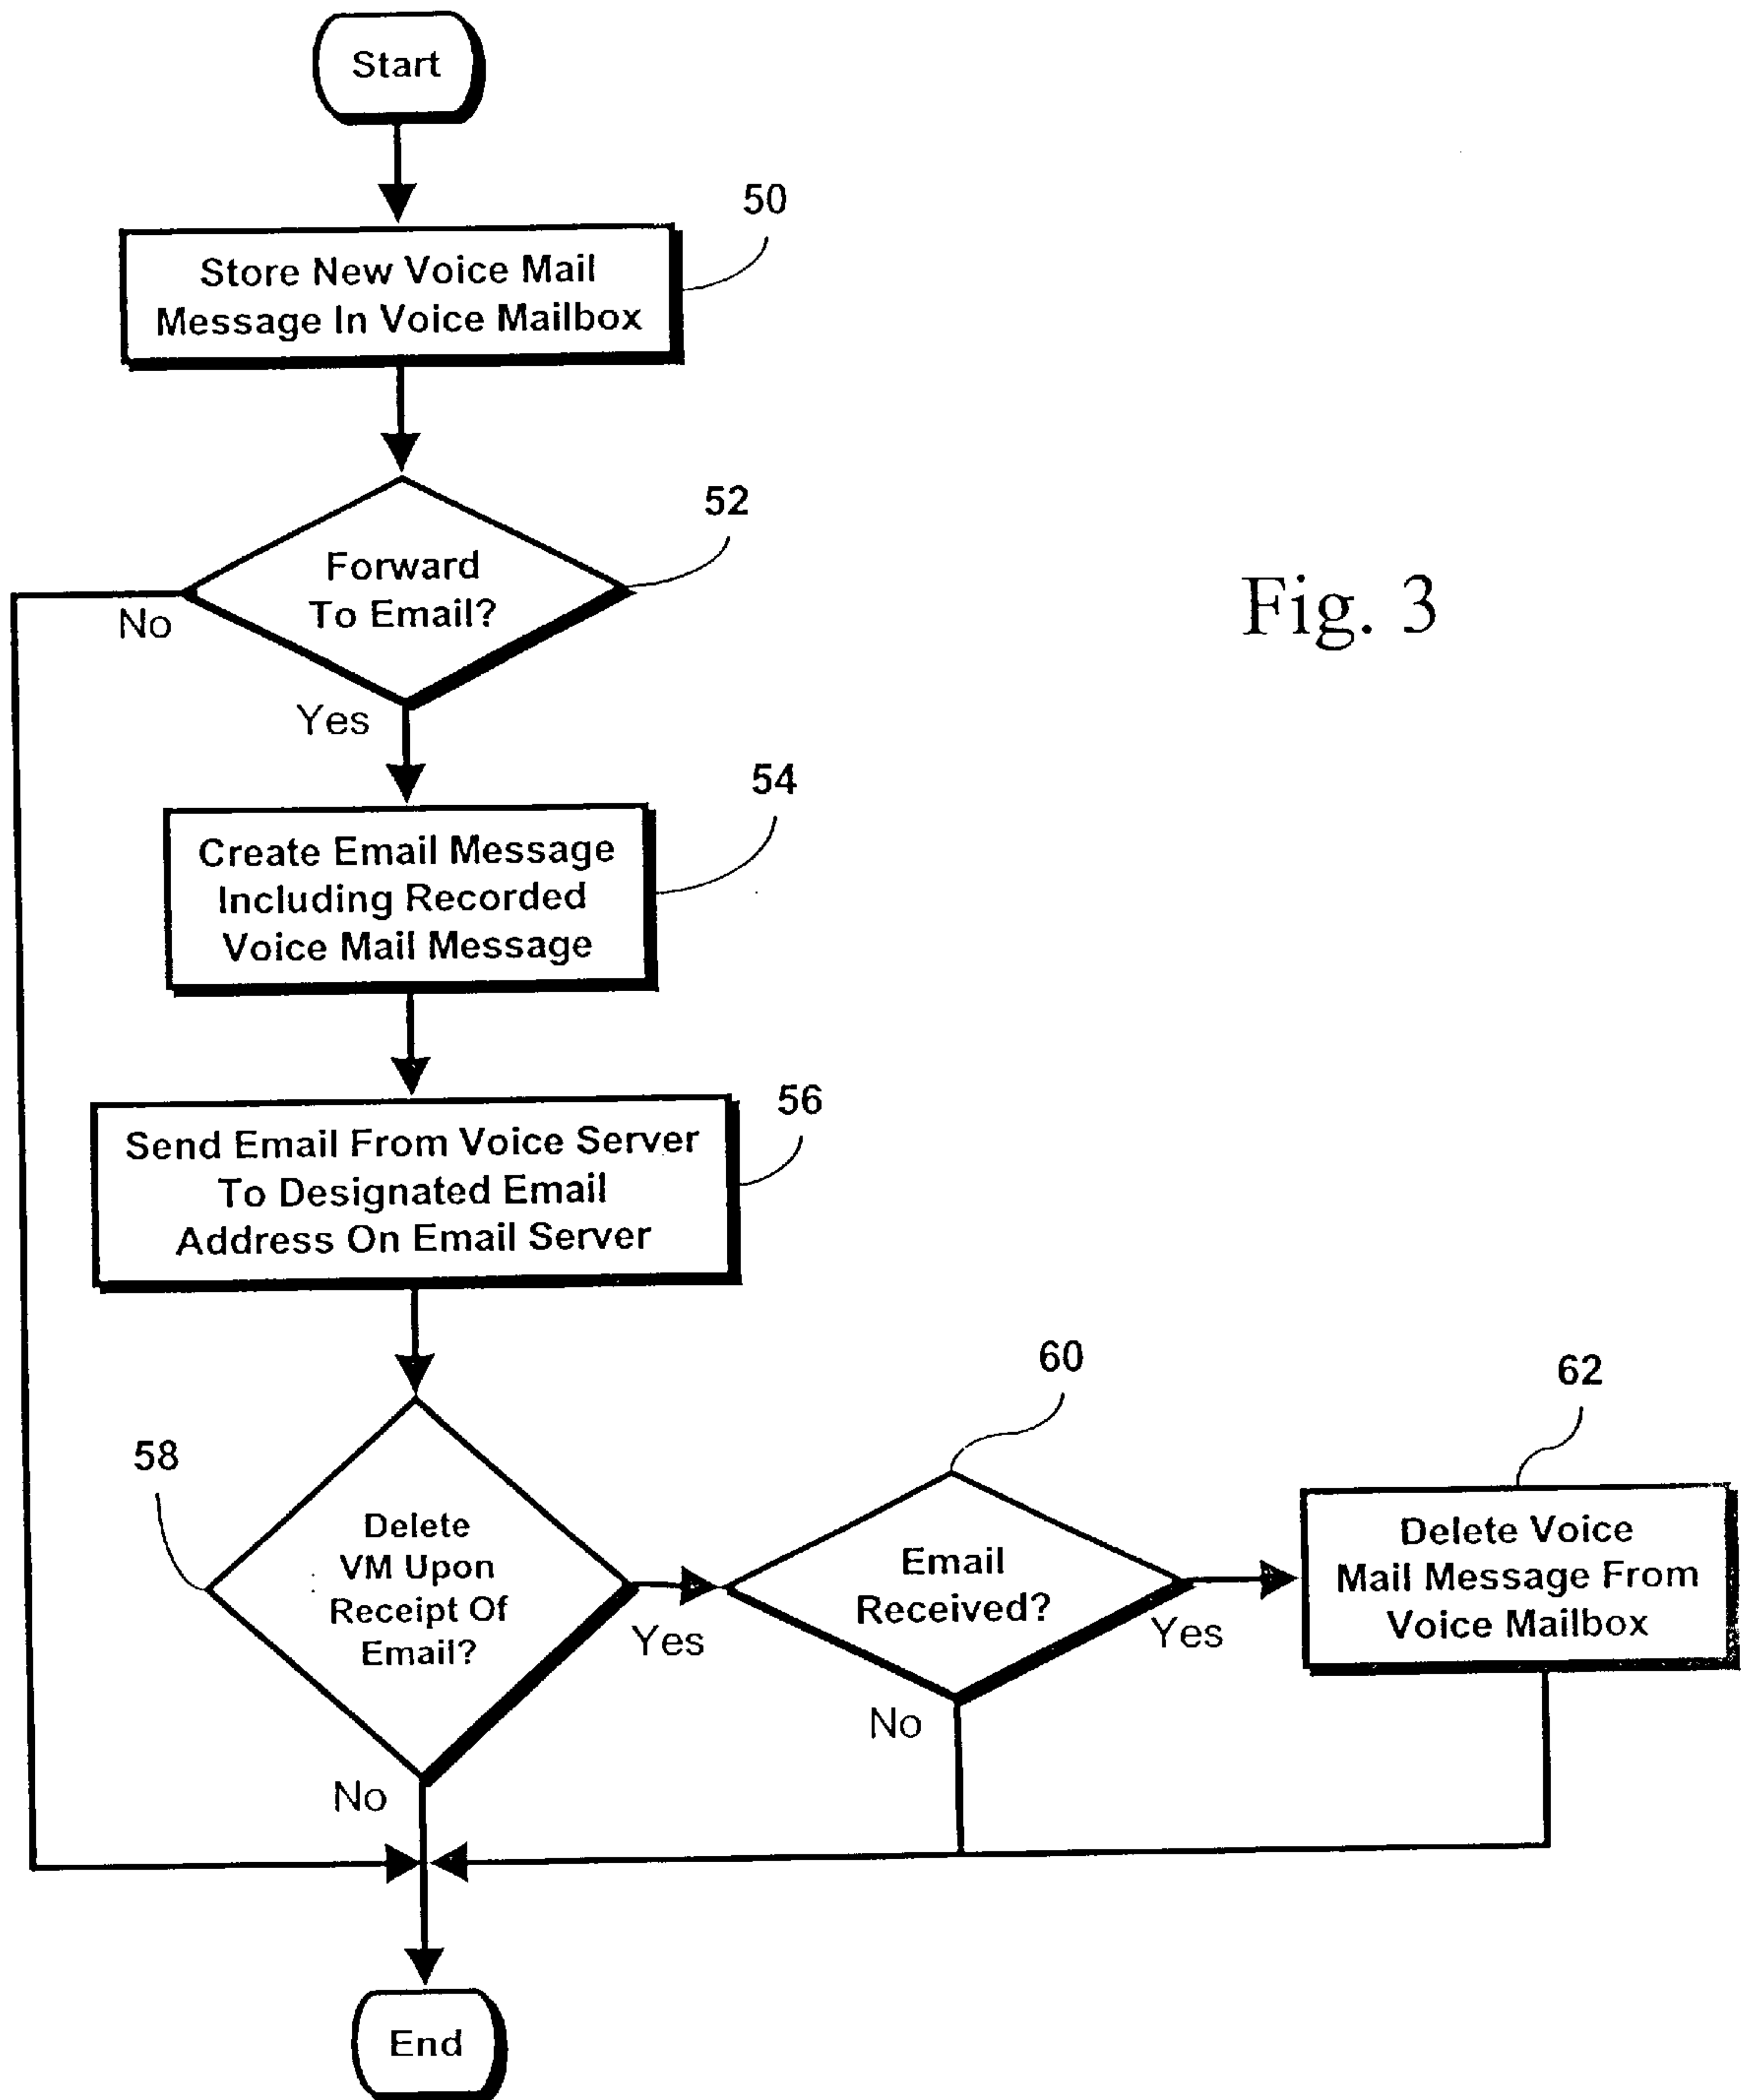 Start
50
Store New Voice Mail
Message In Voice Mailbox
52
Forward
To Email?
No
Yes
Fig. 3
54
Create Email Message
Including Recorded
Voice Mail Message
56
Send Email From Voice Server
To Designated Email
Address On Email Server
58
Delete
VM Upon
Receipt Of
Email?
Yes
No
60
Email
Received?
Yes
No
62
Delete Voice
Mail Message From
Voice Mailbox
End